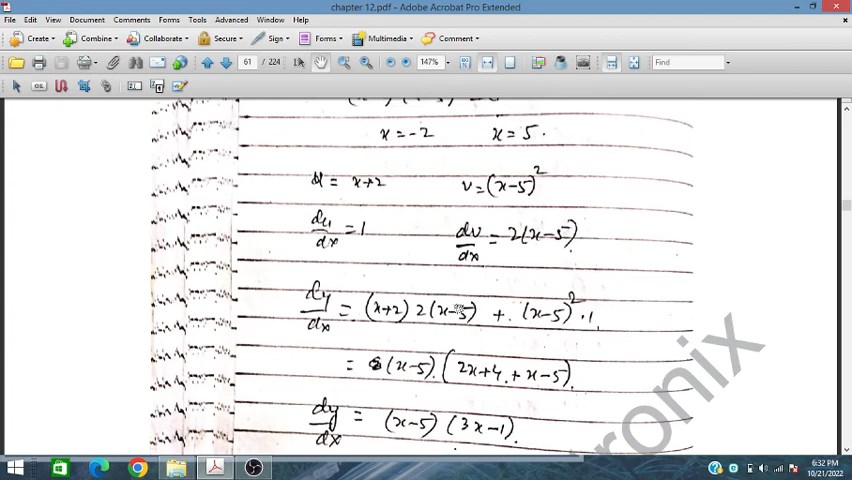 chapter 12.pdf - Adobe Acrobat Pro Extended
File Edit View Document Comments Forms Tools Advanced Window Help
Create Combine Collaborate Secure Sign Forms Multimedia Comment
61 / 224 147% Find
x = -2 x = 5.
u = x+2 v = (x-5)²
du/dx = 1 dv/dx = 2(x-5)
dy/dx = (x+2) 2(x-5) + (x-5)² . 1
= (x-5) (2x+4 + x-5)
dy/dx = (x-5) (3x-1).
tronix
6:32 PM
10/21/2022